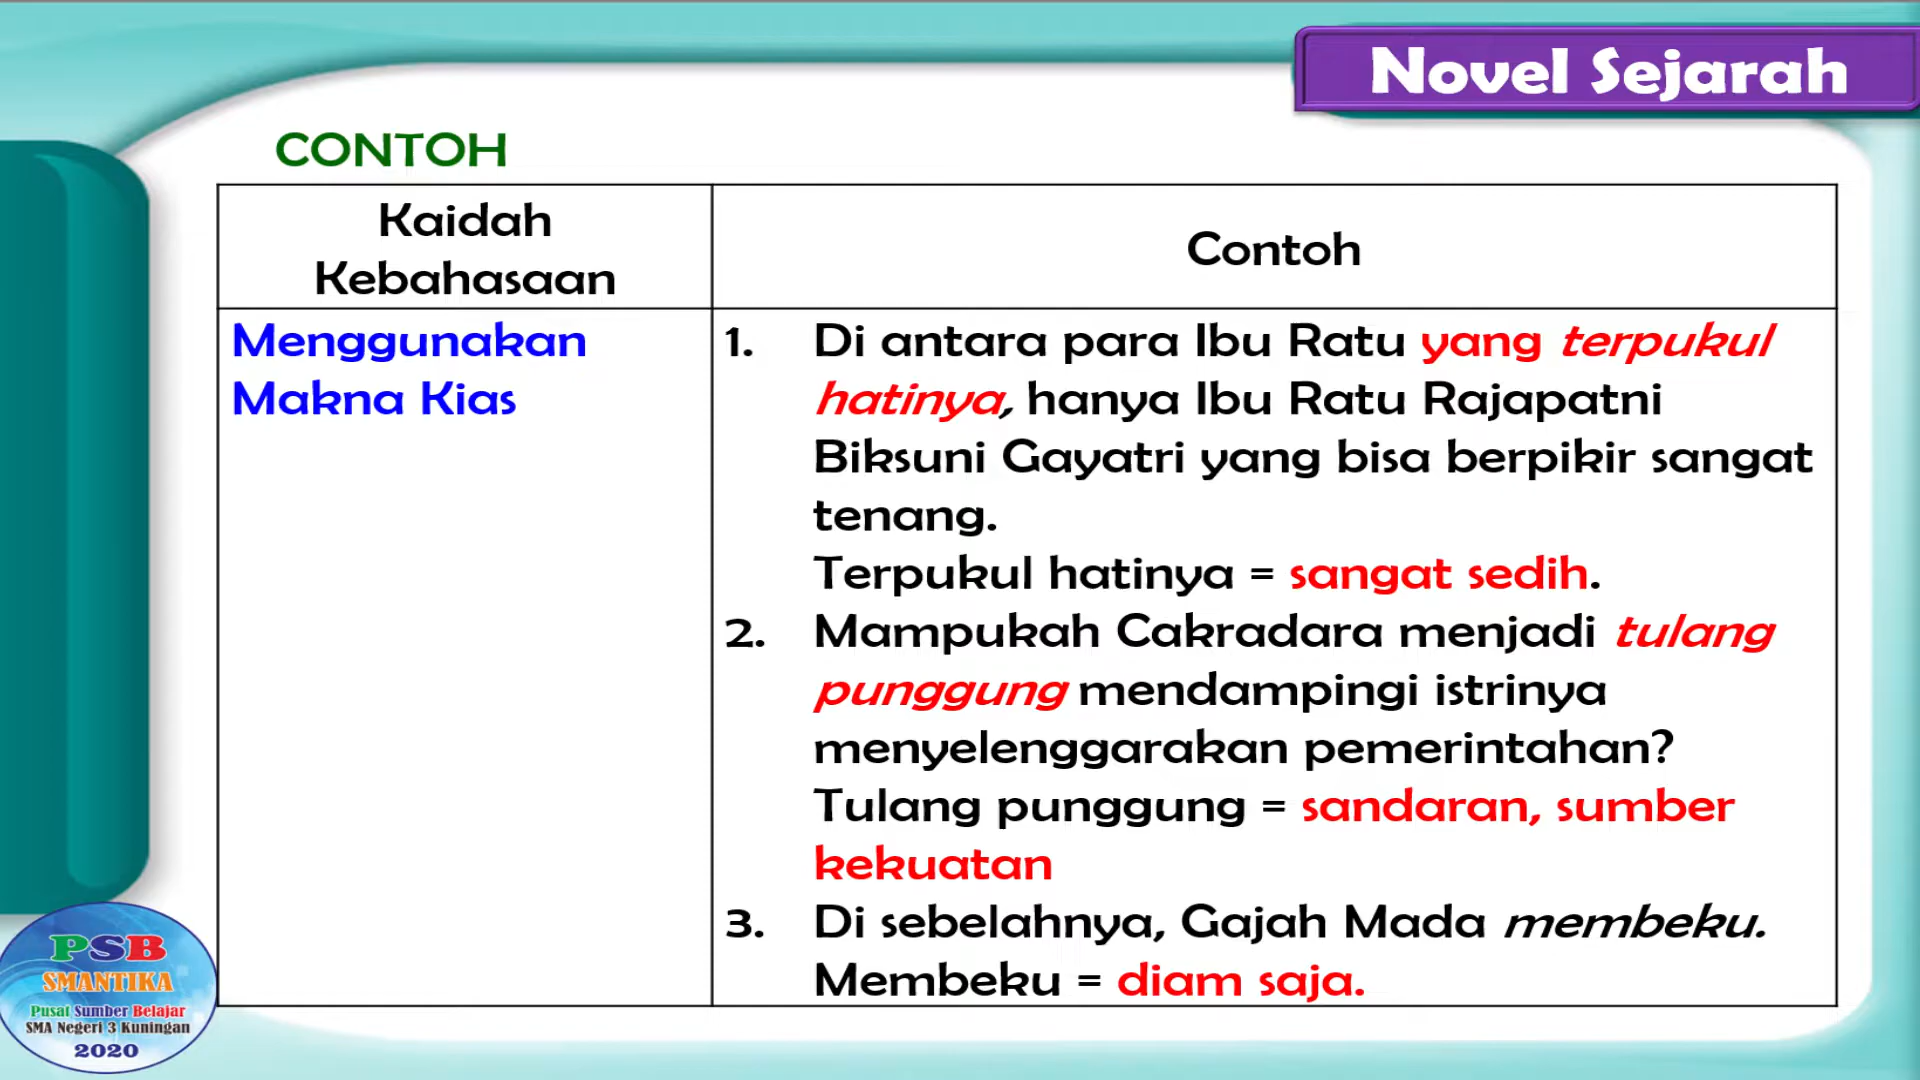 Novel Sejarah
CONTOH
Kaidah
Kebahasaan
Contoh
Menggunakan
Makna Kias
1. Di antara para Ibu Ratu yang terpukul
hatinya, hanya Ibu Ratu Rajapatni
Biksuni Gayatri yang bisa berpikir sangat
tenang.
Terpukul hatinya = sangat sedih.
2. Mampukah Cakradara menjadi tulang
punggung mendampingi istrinya
menyelenggarakan pemerintahan?
Tulang punggung = sandaran, sumber
kekuatan
3. Di sebelahnya, Gajah Mada membeku.
Membeku = diam saja.
PSB
SMANTIKA
Pusat Sumber Belajar
SMA Negeri 3 Kuningan
2020